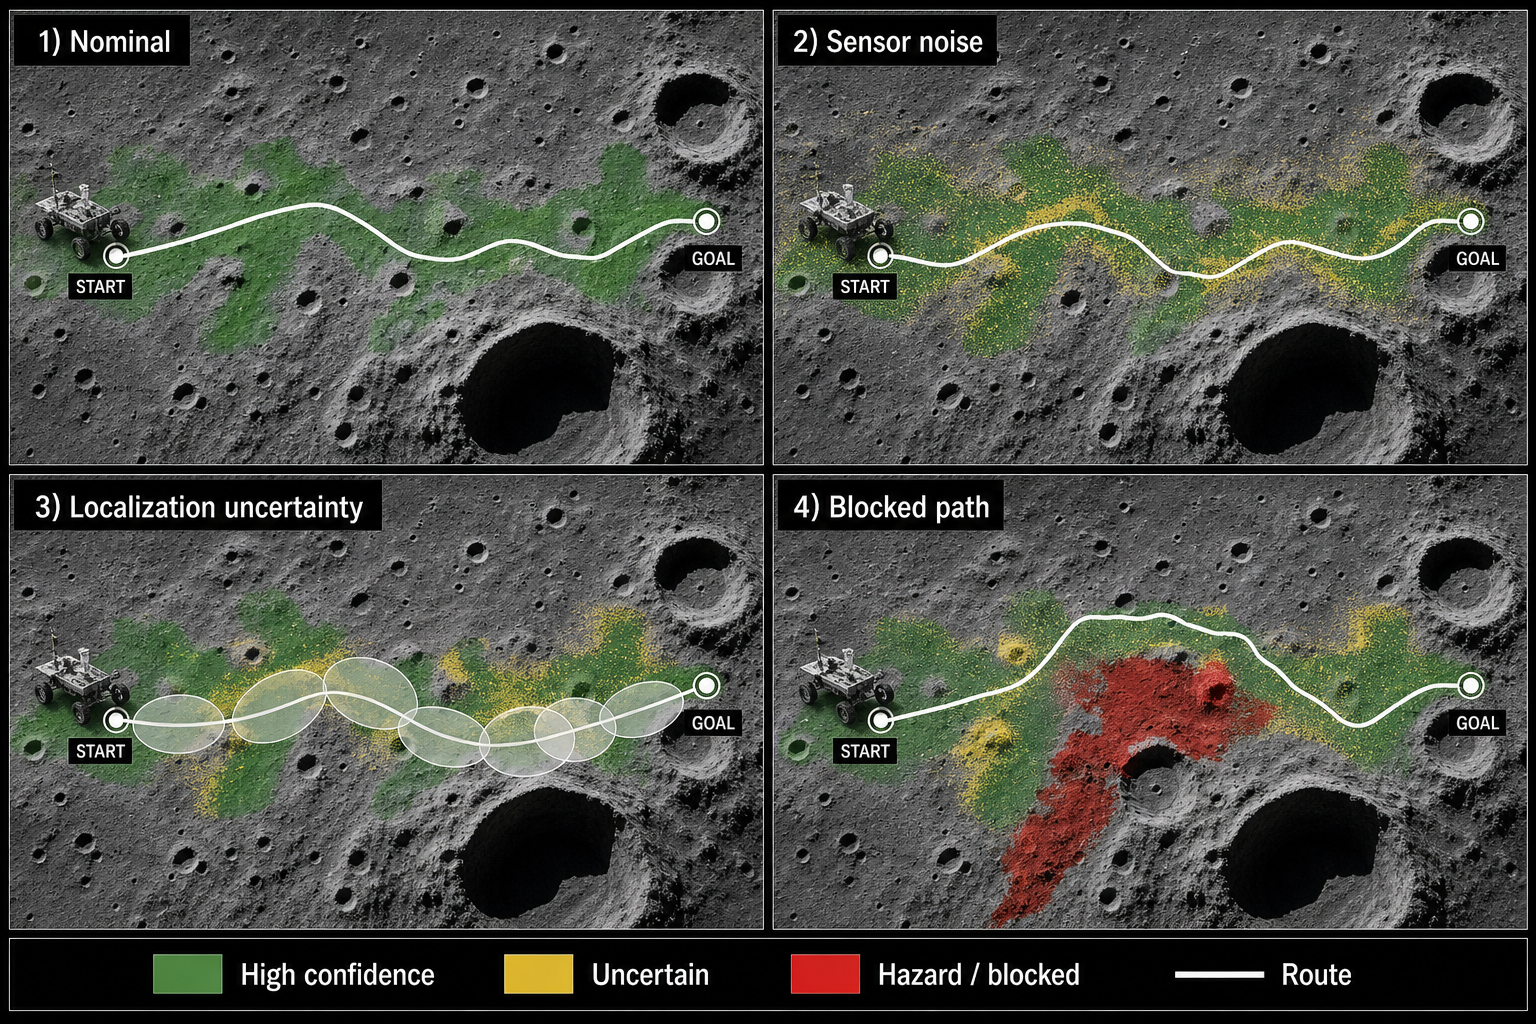 1) Nominal
START
GOAL
2) Sensor noise
START
GOAL
3) Localization uncertainty
START
GOAL
4) Blocked path
START
GOAL
High confidence
Uncertain
Hazard / blocked
Route